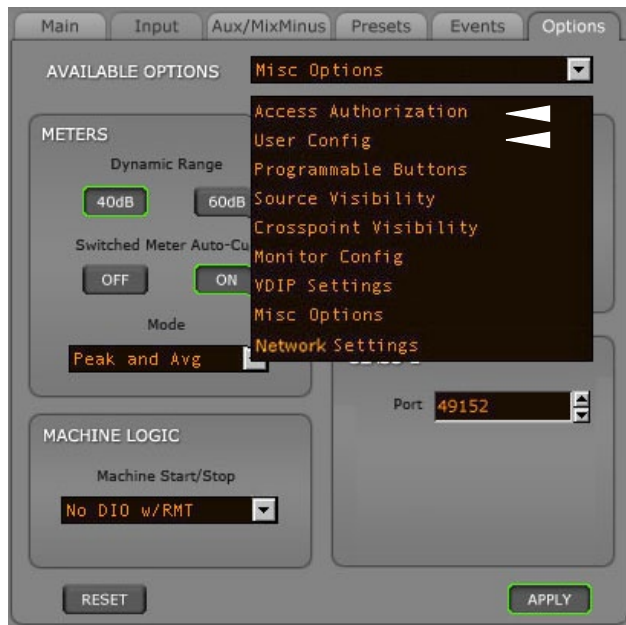 Main Input Aux/MixMinus Presets Events Options
AVAILABLE OPTIONS Misc Options
Access Authorization
User Config
Programmable Buttons
Source Visibility
Crosspoint Visibility
Monitor Config
VDIP Settings
Misc Options
Network Settings
METERS
Dynamic Range
40dB 60dB
Switched Meter Auto-Cu
OFF ON
Mode
Peak and Avg
Port 49152
MACHINE LOGIC
Machine Start/Stop
No DIO w/RMT
RESET APPLY